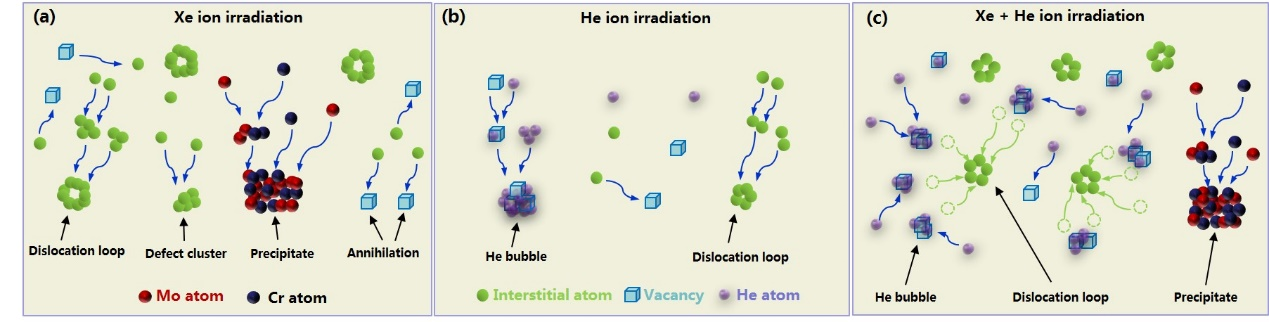 (a) Xe ion irradiation
Dislocation loop
Defect cluster
Precipitate
Annihilation
Mo atom
Cr atom
(b) He ion irradiation
He bubble
Dislocation loop
Interstitial atom
Vacancy
He atom
(c) Xe + He ion irradiation
He bubble
Dislocation loop
Precipitate